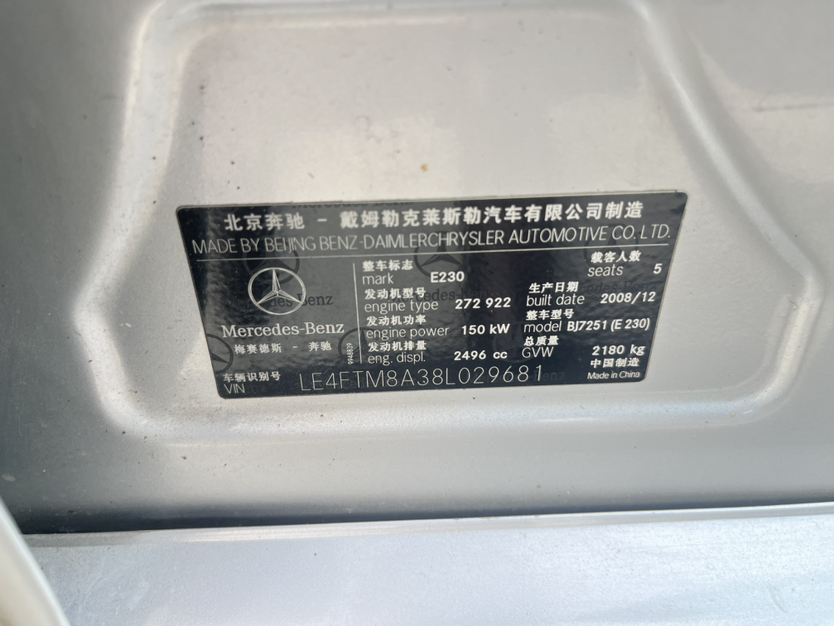 北京奔驰 - 戴姆勒克莱斯勒汽车有限公司制造
MADE BY BEIJING BENZ-DAIMLERCHRYSLER AUTOMOTIVE CO. LTD.
整车标志
mark E230
载客人数
seats 5
发动机型号
engine type 272 922
生产日期
built date 2008/12
发动机功率
engine power 150 kW
整车型号
model BJ7251 (E 230)
发动机排量
eng. displ. 2496 cc
总质量
GVW 2180 kg
中国制造
Made in China
Mercedes-Benz
梅赛德斯 - 奔驰
车辆识别号
VIN LE4FTM8A38L029681